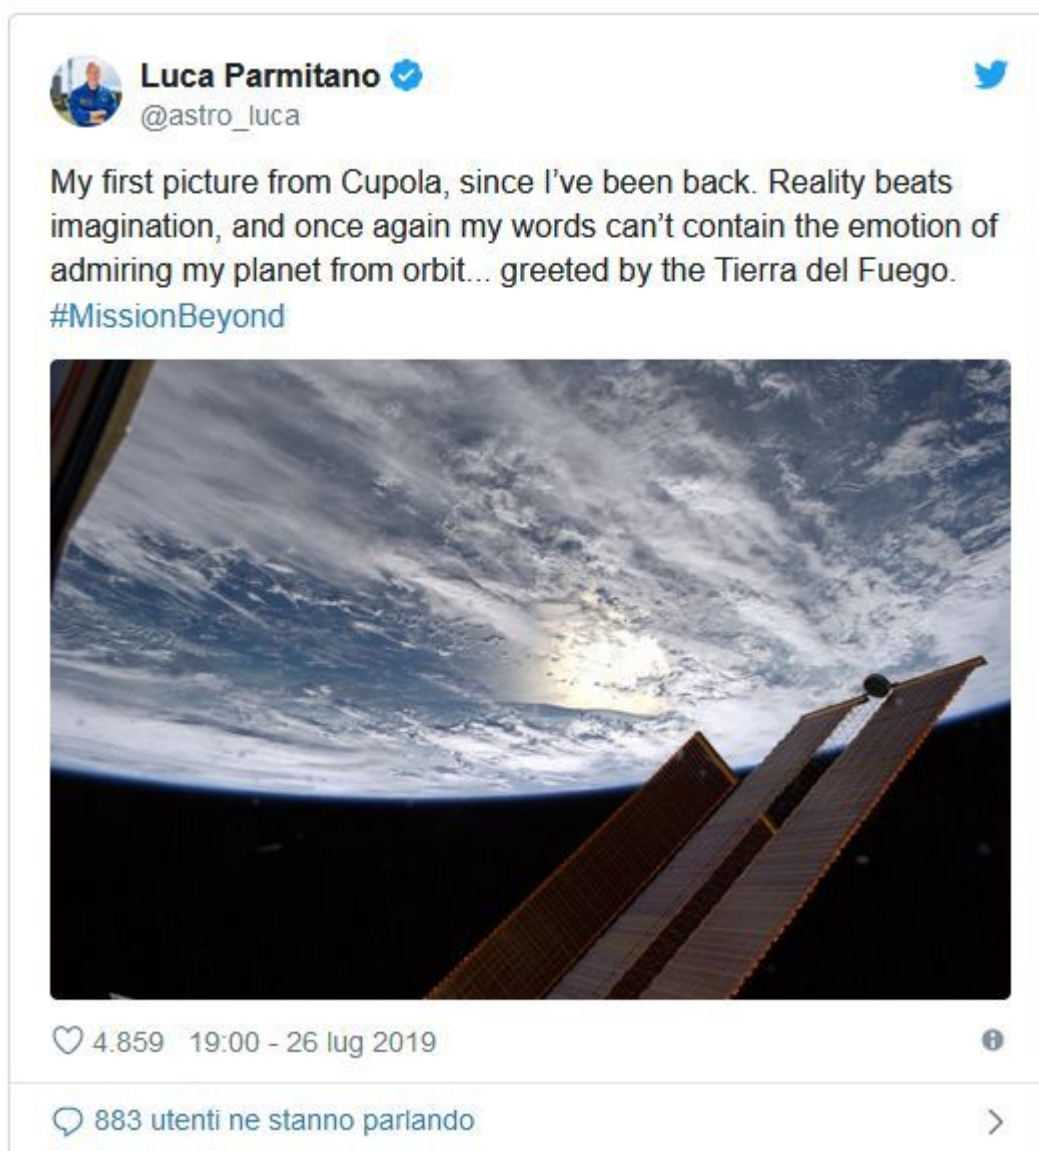 Luca Parmitano
@astro_luca
My first picture from Cupola, since I've been back. Reality beats
imagination, and once again my words can't contain the emotion of
admiring my planet from orbit... greeted by the Tierra del Fuego.
#MissionBeyond
4.859 19:00 - 26 lug 2019
883 utenti ne stanno parlando